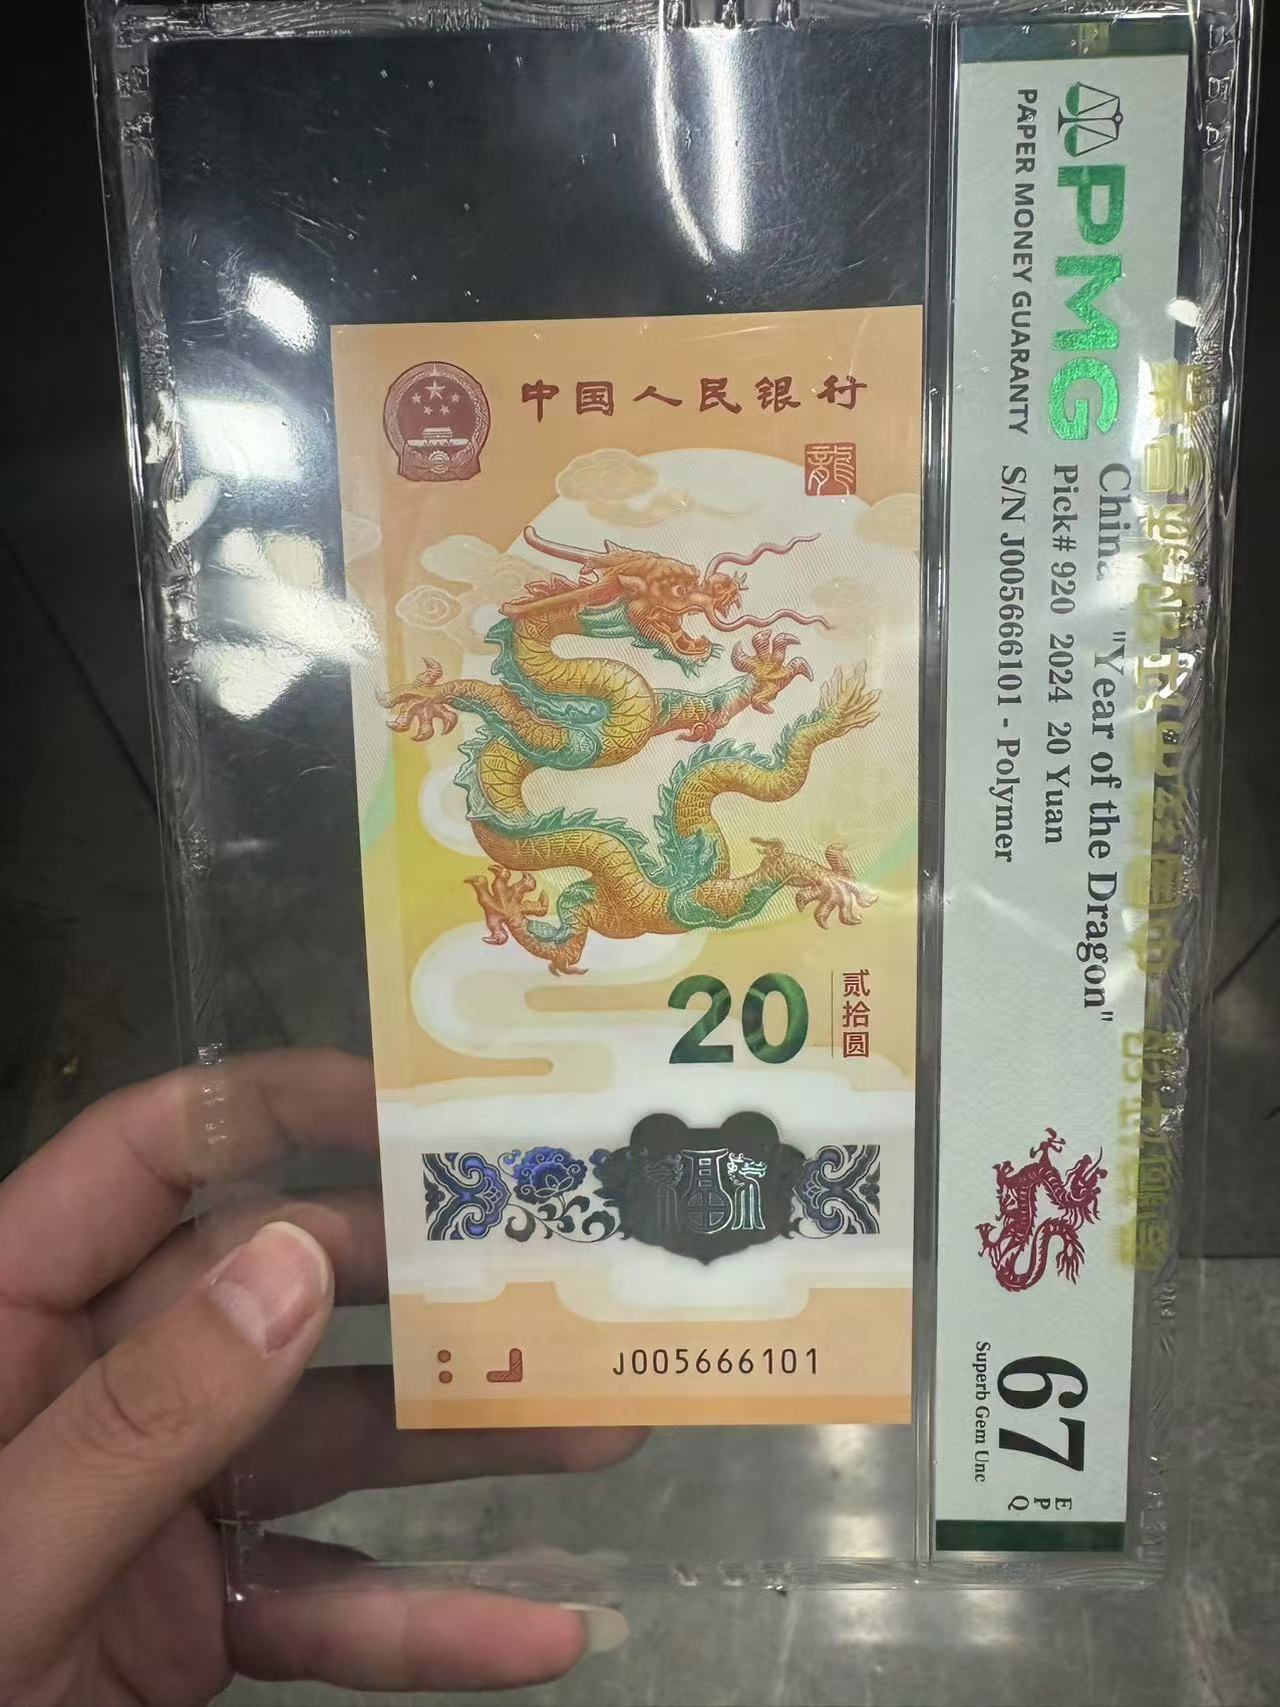 PMG
PAPER MONEY GUARANTY
China "Year of the Dragon"
Pick# 920 2024 20 Yuan
S/N J005666101 - Polymer
67
EPQ
Superb Gem Unc
中国人民银行
龍
20
贰拾圆
福
J005666101